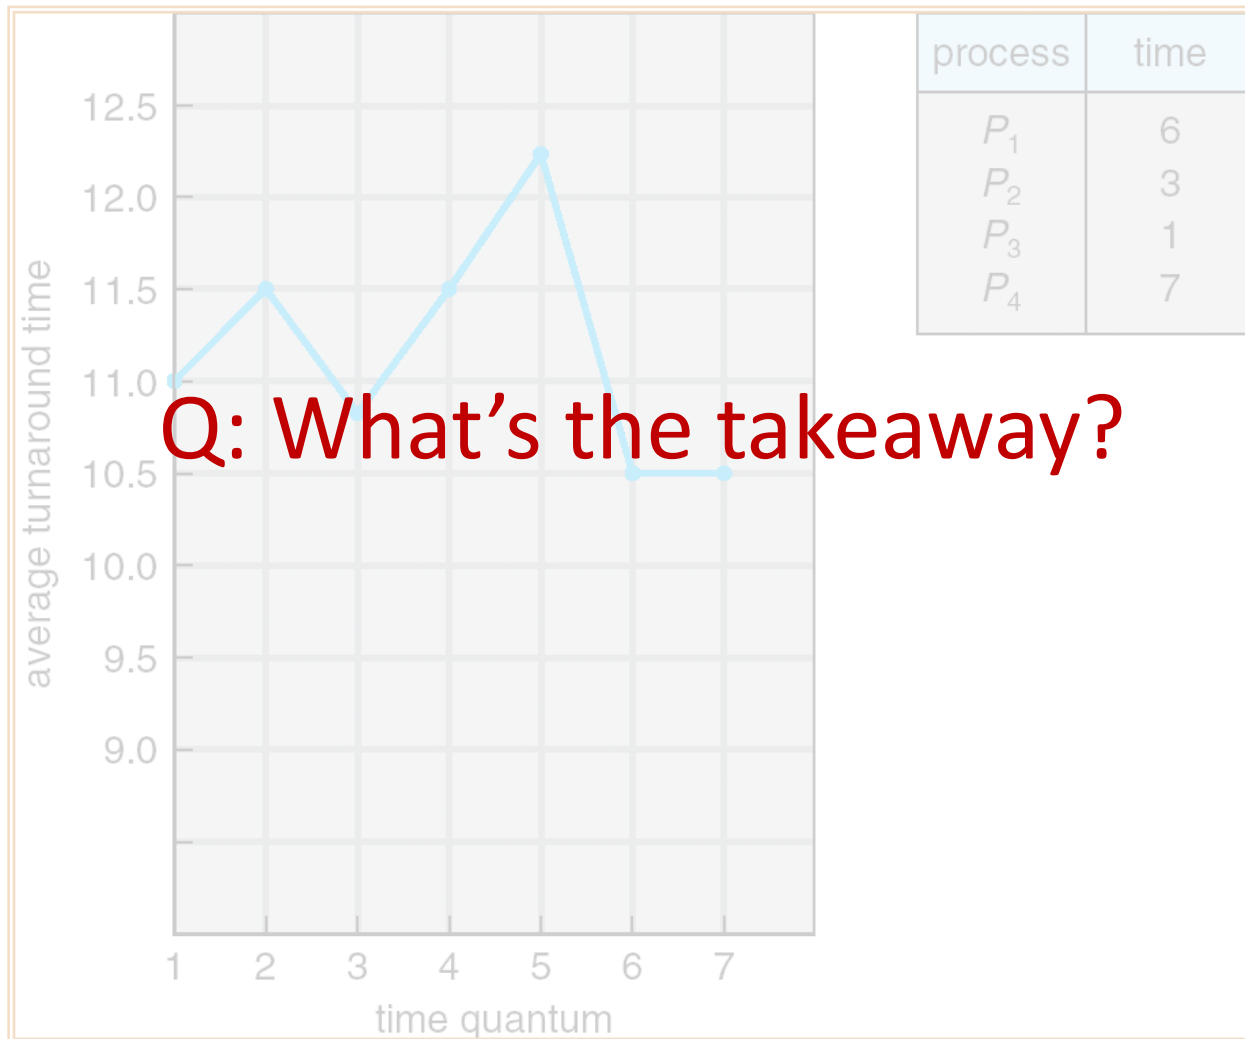 process time
12.5
P1 6
P2 3
12.0
P3 1
11.5
P4 7
11.0
Q: What’s the takeaway?
10.5
10.0
9.5
9.0
average turnaround time
1 2 3 4 5 6 7
time quantum